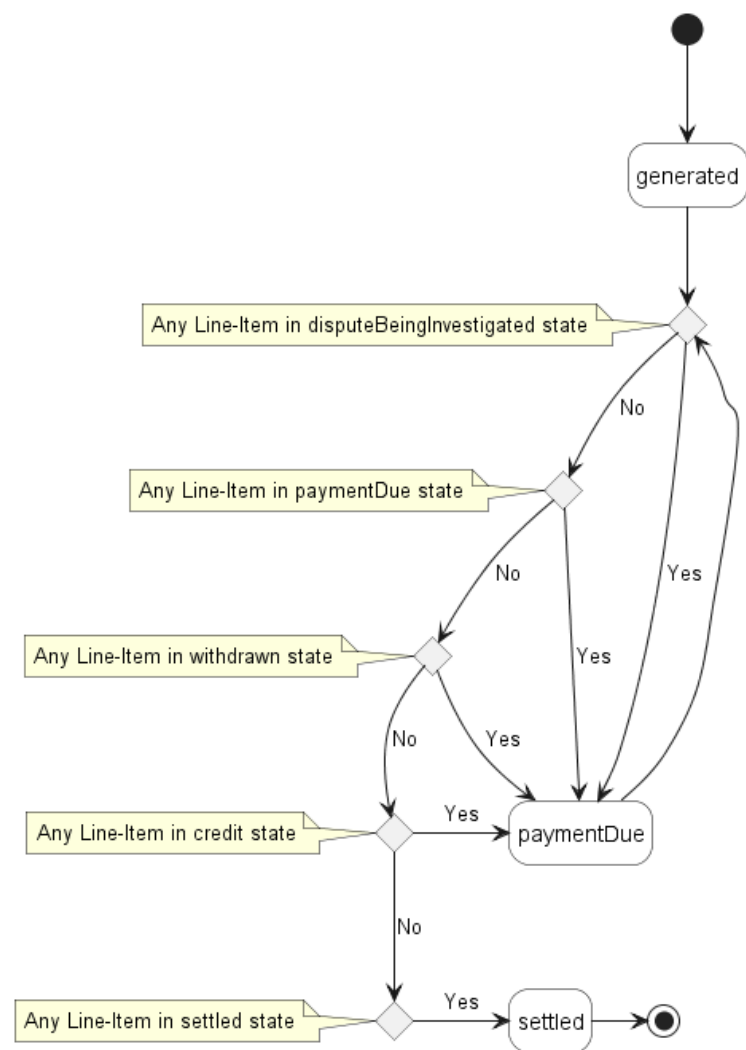 generated
Any Line-Item in disputeBeingInvestigated state
No
Any Line-Item in paymentDue state
No
Yes
Any Line-Item in withdrawn state
Yes
No
Yes
Any Line-Item in credit state
Yes
paymentDue
No
Any Line-Item in settled state
Yes
settled